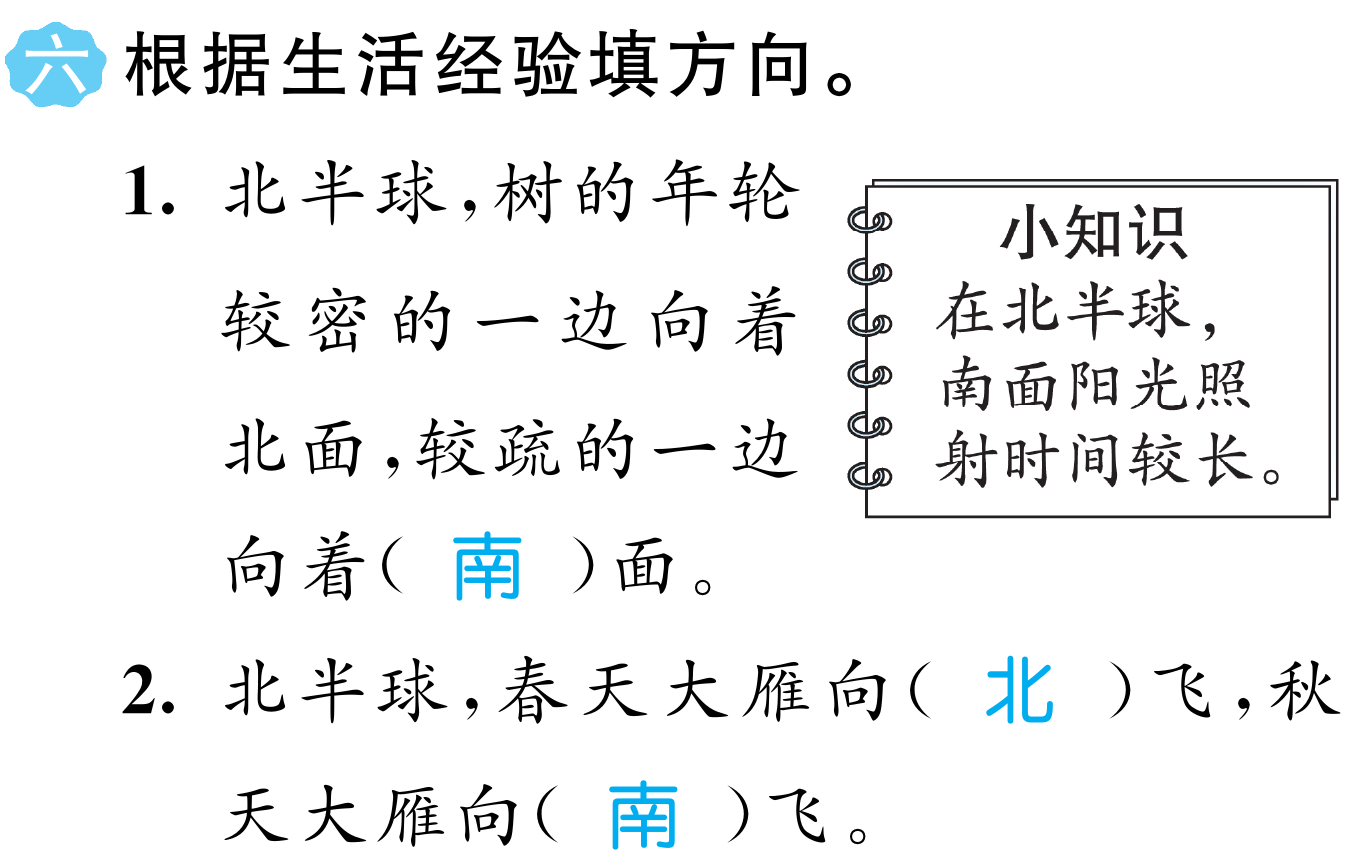 六 根据生活经验填方向。
1. 北半球，树的年轮
较密的一边向着
北面，较疏的一边
向着（ 南 ）面。
小知识
在北半球，
南面阳光照
射时间较长。
2. 北半球，春天大雁向（ 北 ）飞，秋
天大雁向（ 南 ）飞。